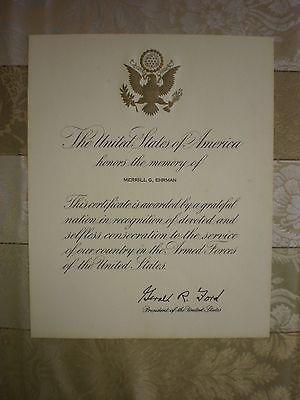 The United States of America
honors the memory of
MERRILL G. EHRMAN
This certificate is awarded by a grateful
nation in recognition of devoted and
selfless consecration to the service
of our country in the Armed Forces
of the United States.
Gerald R. Ford
President of the United States